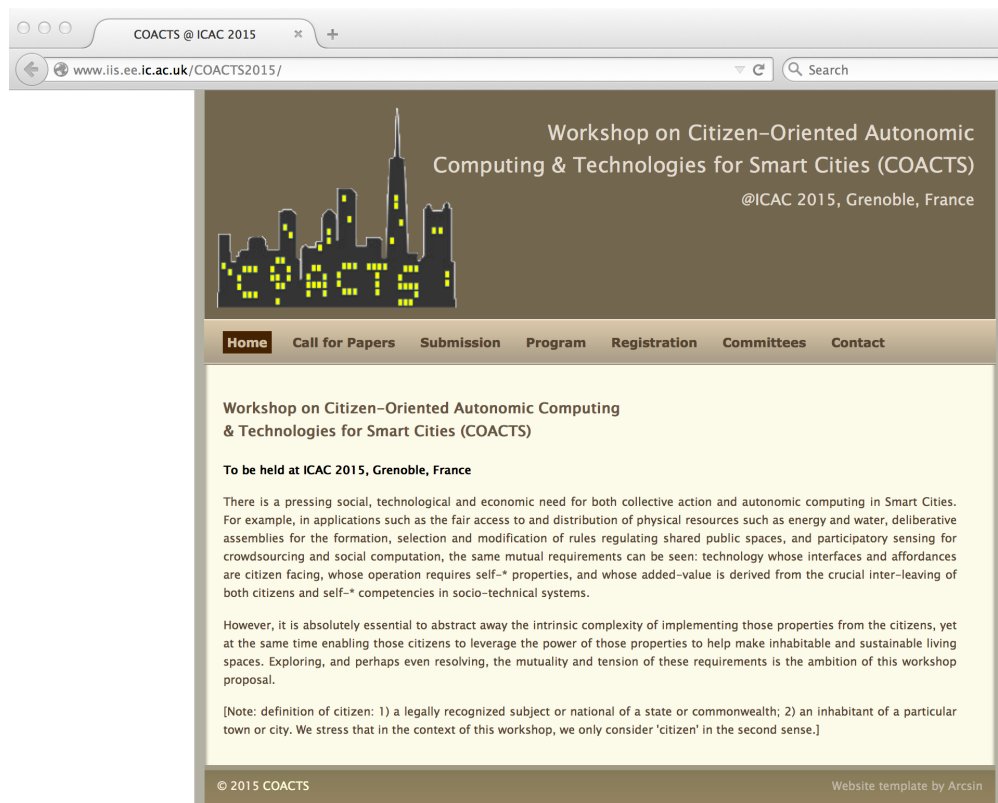 COACTS @ ICAC 2015
www.iis.ee.ic.ac.uk/COACTS2015/
Search
Workshop on Citizen-Oriented Autonomic
Computing & Technologies for Smart Cities (COACTS)
@ICAC 2015, Grenoble, France
COACTS
Home
Call for Papers
Submission
Program
Registration
Committees
Contact
Workshop on Citizen-Oriented Autonomic Computing
& Technologies for Smart Cities (COACTS)
To be held at ICAC 2015, Grenoble, France
There is a pressing social, technological and economic need for both collective action and autonomic computing in Smart Cities.
For example, in applications such as the fair access to and distribution of physical resources such as energy and water, deliberative
assemblies for the formation, selection and modification of rules regulating shared public spaces, and participatory sensing for
crowdsourcing and social computation, the same mutual requirements can be seen: technology whose interfaces and affordances
are citizen facing, whose operation requires self-* properties, and whose added-value is derived from the crucial inter-leaving of
both citizens and self-* competencies in socio-technical systems.
However, it is absolutely essential to abstract away the intrinsic complexity of implementing those properties from the citizens, yet
at the same time enabling those citizens to leverage the power of those properties to help make inhabitable and sustainable living
spaces. Exploring, and perhaps even resolving, the mutuality and tension of these requirements is the ambition of this workshop
proposal.
[Note: definition of citizen: 1) a legally recognized subject or national of a state or commonwealth; 2) an inhabitant of a particular
town or city. We stress that in the context of this workshop, we only consider 'citizen' in the second sense.]
© 2015 COACTS
Website template by Arcsin